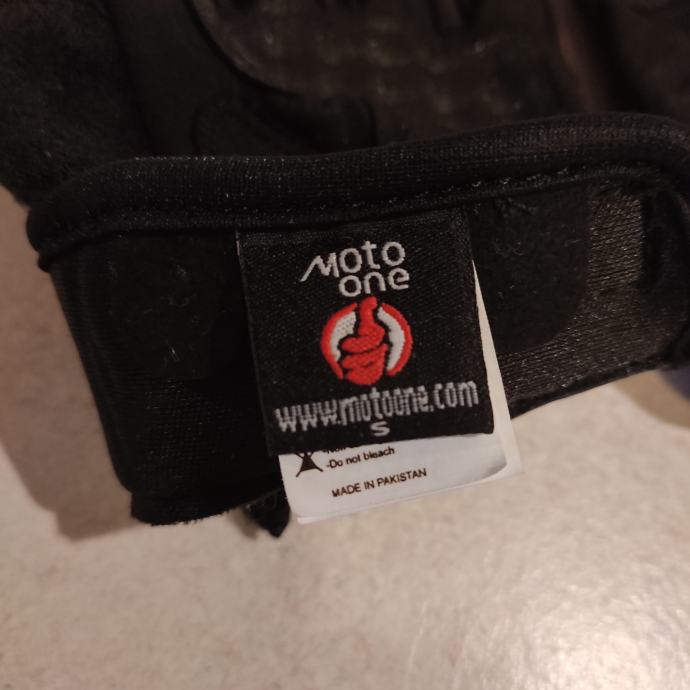 Moto
one
www.motoone.com
S
-Do not bleach
MADE IN PAKISTAN